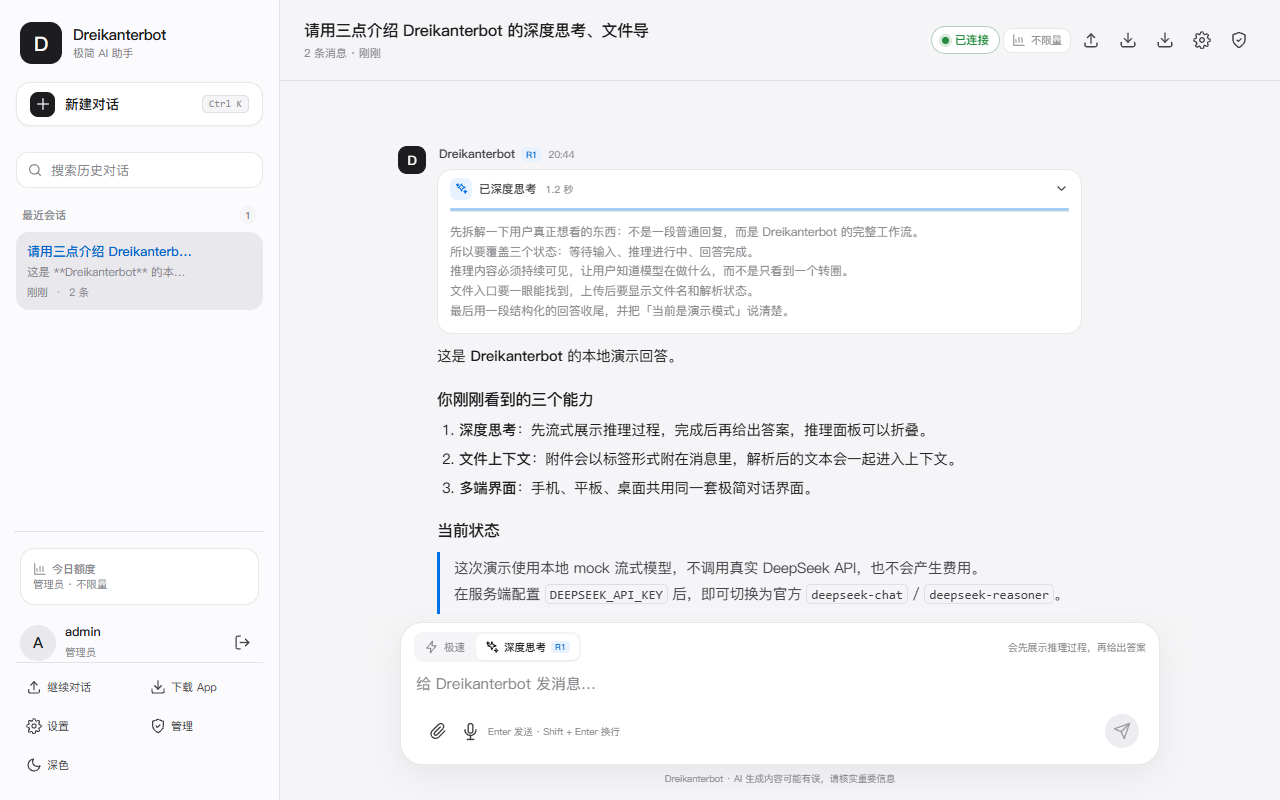 D
Dreikanterbot
极简 AI 助手
新建对话
Ctrl K
搜索历史对话
最近会话
1
请用三点介绍 Dreikanterb…
这是 **Dreikanterbot** 的本…
刚刚 · 2 条
今日额度
管理员 · 不限量
A
admin
管理员
继续对话
下载 App
设置
管理
深色
请用三点介绍 Dreikanterbot 的深度思考、文件导
2 条消息 · 刚刚
已连接
不限量
D
Dreikanterbot R1 20:44
已深度思考 1.2 秒
先拆解一下用户真正想看的东西：不是一段普通回复，而是 Dreikanterbot 的完整工作流。
所以要覆盖三个状态：等待输入、推理进行中、回答完成。
推理内容必须持续可见，让用户知道模型在做什么，而不是只看到一个转圈。
文件入口要一眼能找到，上传后要显示文件名和解析状态。
最后用一段结构化的回答收尾，并把「当前是演示模式」说清楚。
这是 Dreikanterbot 的本地演示回答。
你刚刚看到的三个能力
1. 深度思考：先流式展示推理过程，完成后再给出答案，推理面板可以折叠。
2. 文件上下文：附件会以标签形式附在消息里，解析后的文本会一起进入上下文。
3. 多端界面：手机、平板、桌面共用同一套极简对话界面。
当前状态
这次演示使用本地 mock 流式模型，不调用真实 DeepSeek API，也不会产生费用。
在服务端配置 DEEPSEEK_API_KEY 后，即可切换为官方 deepseek-chat / deepseek-reasoner。
极速
深度思考 R1
会先展示推理过程，再给出答案
给 Dreikanterbot 发消息...
Enter 发送 · Shift + Enter 换行
Dreikanterbot · AI 生成内容可能有误，请核实重要信息